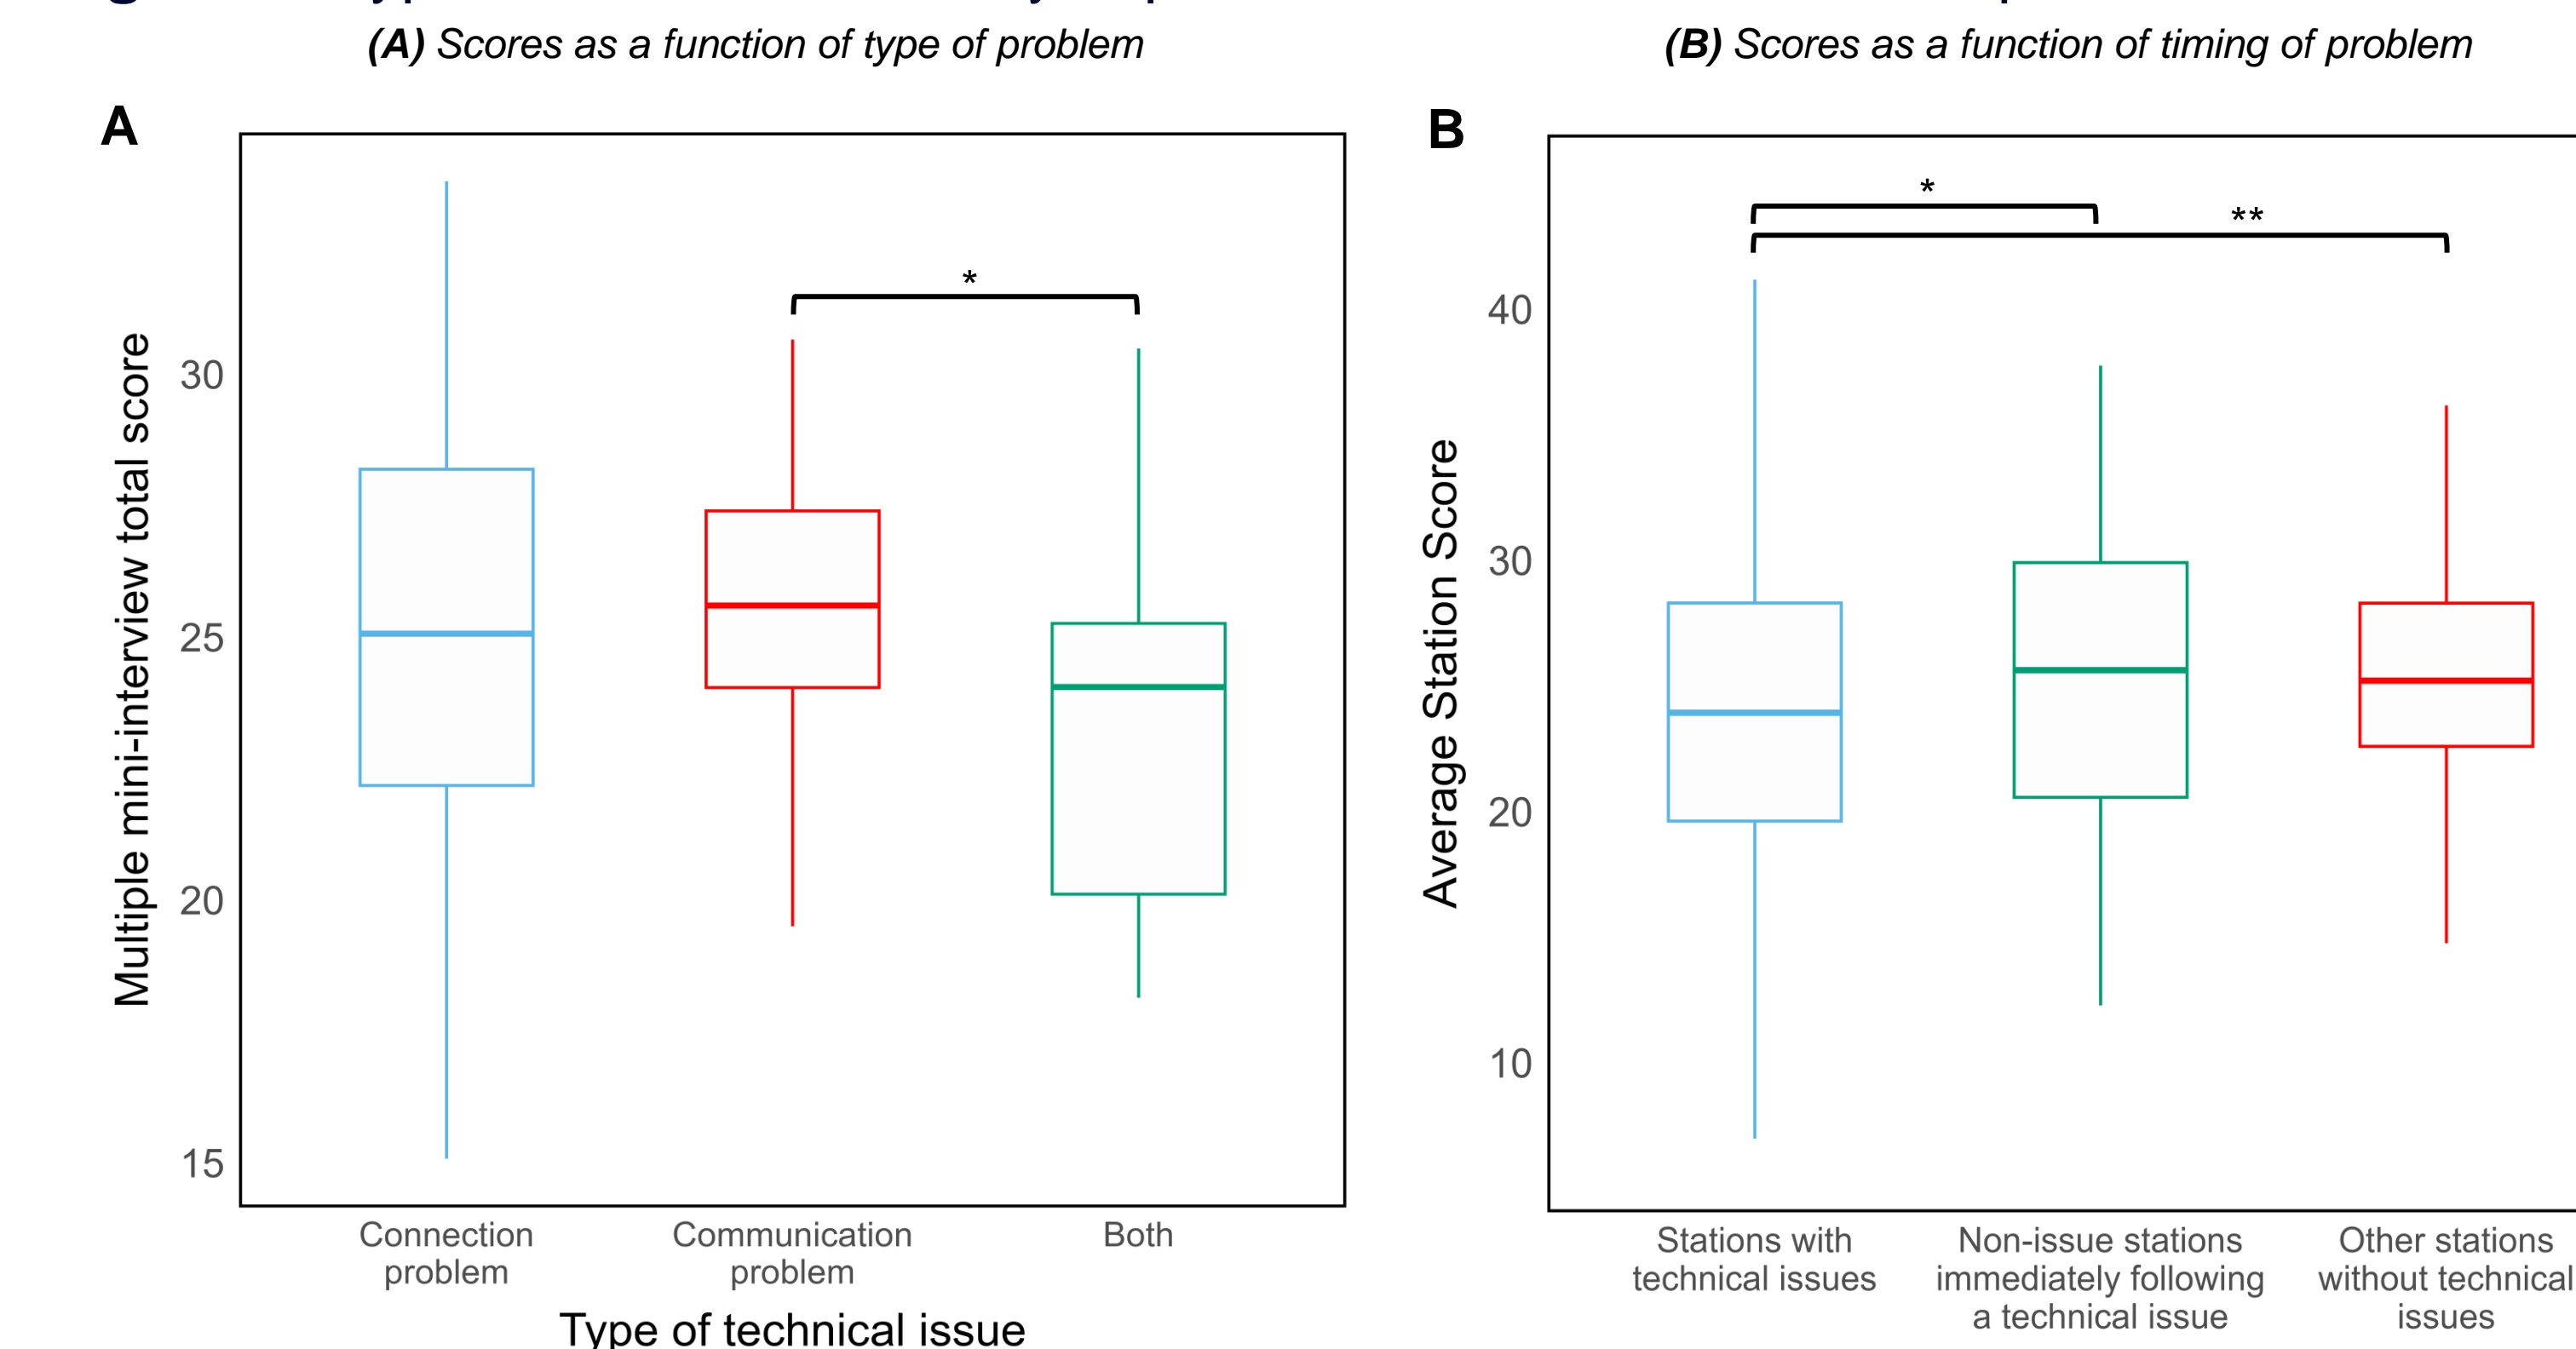 (A) Scores as a function of type of problem
(B) Scores as a function of timing of problem
A
*
Multiple mini-interview total score
30
25
20
15
Connection problem
Communication problem
Both
Type of technical issue
B
*
**
Average Station Score
40
30
20
10
Stations with technical issues
Non-issue stations immediately following a technical issue
Other stations without technical issues